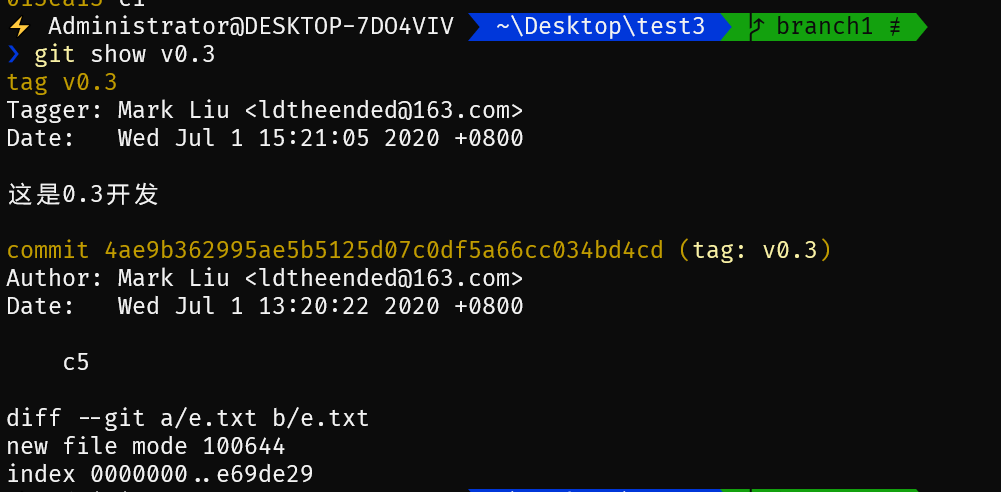 Administrator@DESKTOP-7DO4VIV ~\Desktop\test3 branch1 ≢
❯ git show v0.3
tag v0.3
Tagger: Mark Liu <ldtheended@163.com>
Date:   Wed Jul 1 15:21:05 2020 +0800
这是0.3开发
commit 4ae9b362995ae5b5125d07c0df5a66cc034bd4cd (tag: v0.3)
Author: Mark Liu <ldtheended@163.com>
Date:   Wed Jul 1 13:20:22 2020 +0800
c5
diff --git a/e.txt b/e.txt
new file mode 100644
index 0000000..e69de29